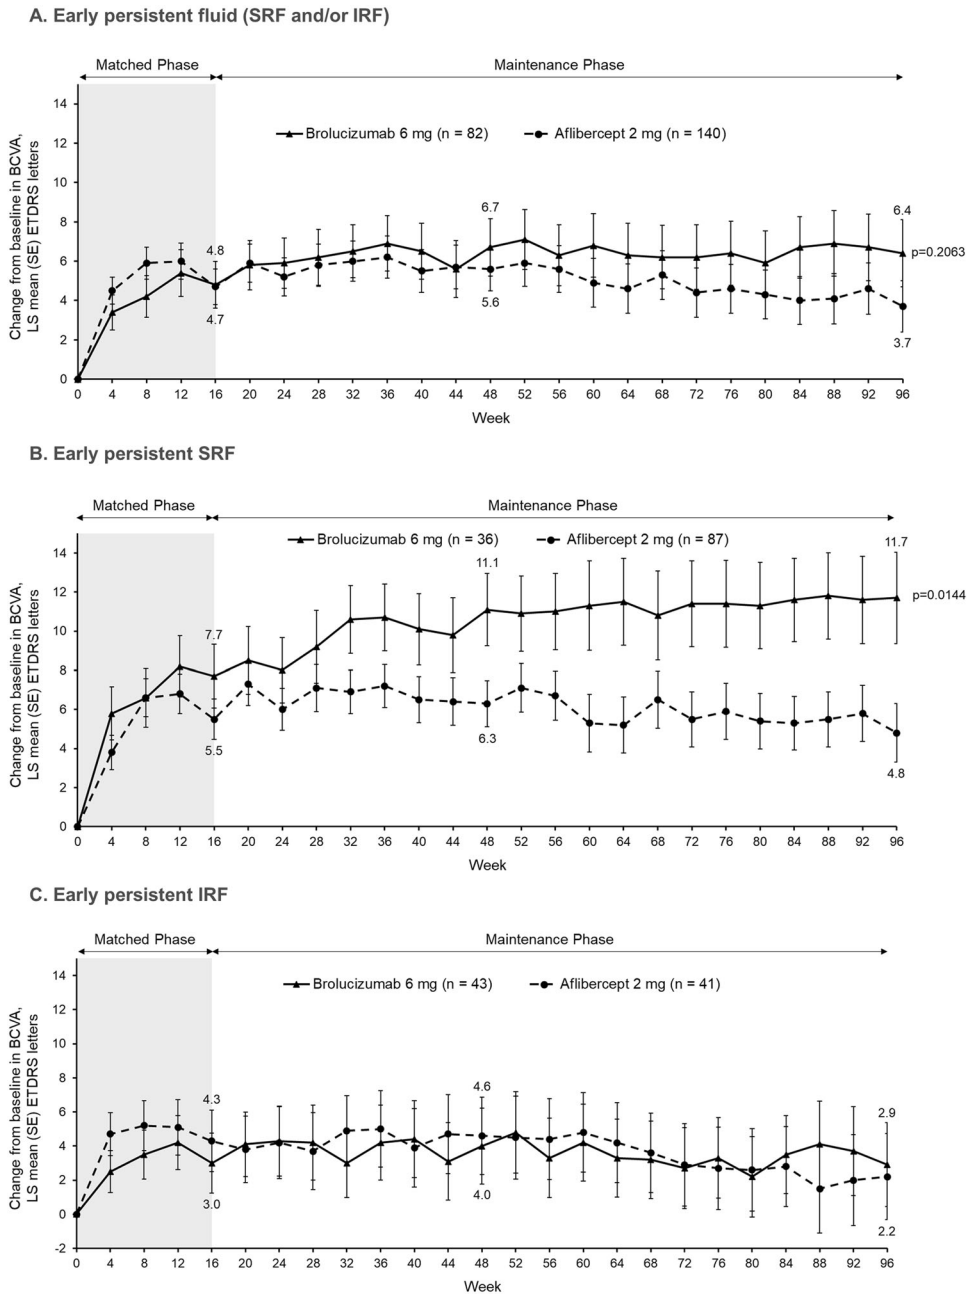 A. Early persistent fluid (SRF and/or IRF)
Matched Phase
Maintenance Phase
Change from baseline in BCVA,
LS mean (SE) ETDRS letters
14
12
10
8
6
4
2
0
Brolucizumab 6 mg (n = 82)
Aflibercept 2 mg (n = 140)
4.8
4.7
6.7
5.6
6.4
p=0.2063
3.7
0 4 8 12 16 20 24 28 32 36 40 44 48 52 56 60 64 68 72 76 80 84 88 92 96
Week
B. Early persistent SRF
Matched Phase
Maintenance Phase
Change from baseline in BCVA,
LS mean (SE) ETDRS letters
14
12
10
8
6
4
2
0
Brolucizumab 6 mg (n = 36)
Aflibercept 2 mg (n = 87)
7.7
5.5
11.1
6.3
11.7
p=0.0144
4.8
0 4 8 12 16 20 24 28 32 36 40 44 48 52 56 60 64 68 72 76 80 84 88 92 96
Week
C. Early persistent IRF
Matched Phase
Maintenance Phase
Change from baseline in BCVA,
LS mean (SE) ETDRS letters
14
12
10
8
6
4
2
0
-2
Brolucizumab 6 mg (n = 43)
Aflibercept 2 mg (n = 41)
4.3
3.0
4.6
4.0
2.9
2.2
0 4 8 12 16 20 24 28 32 36 40 44 48 52 56 60 64 68 72 76 80 84 88 92 96
Week